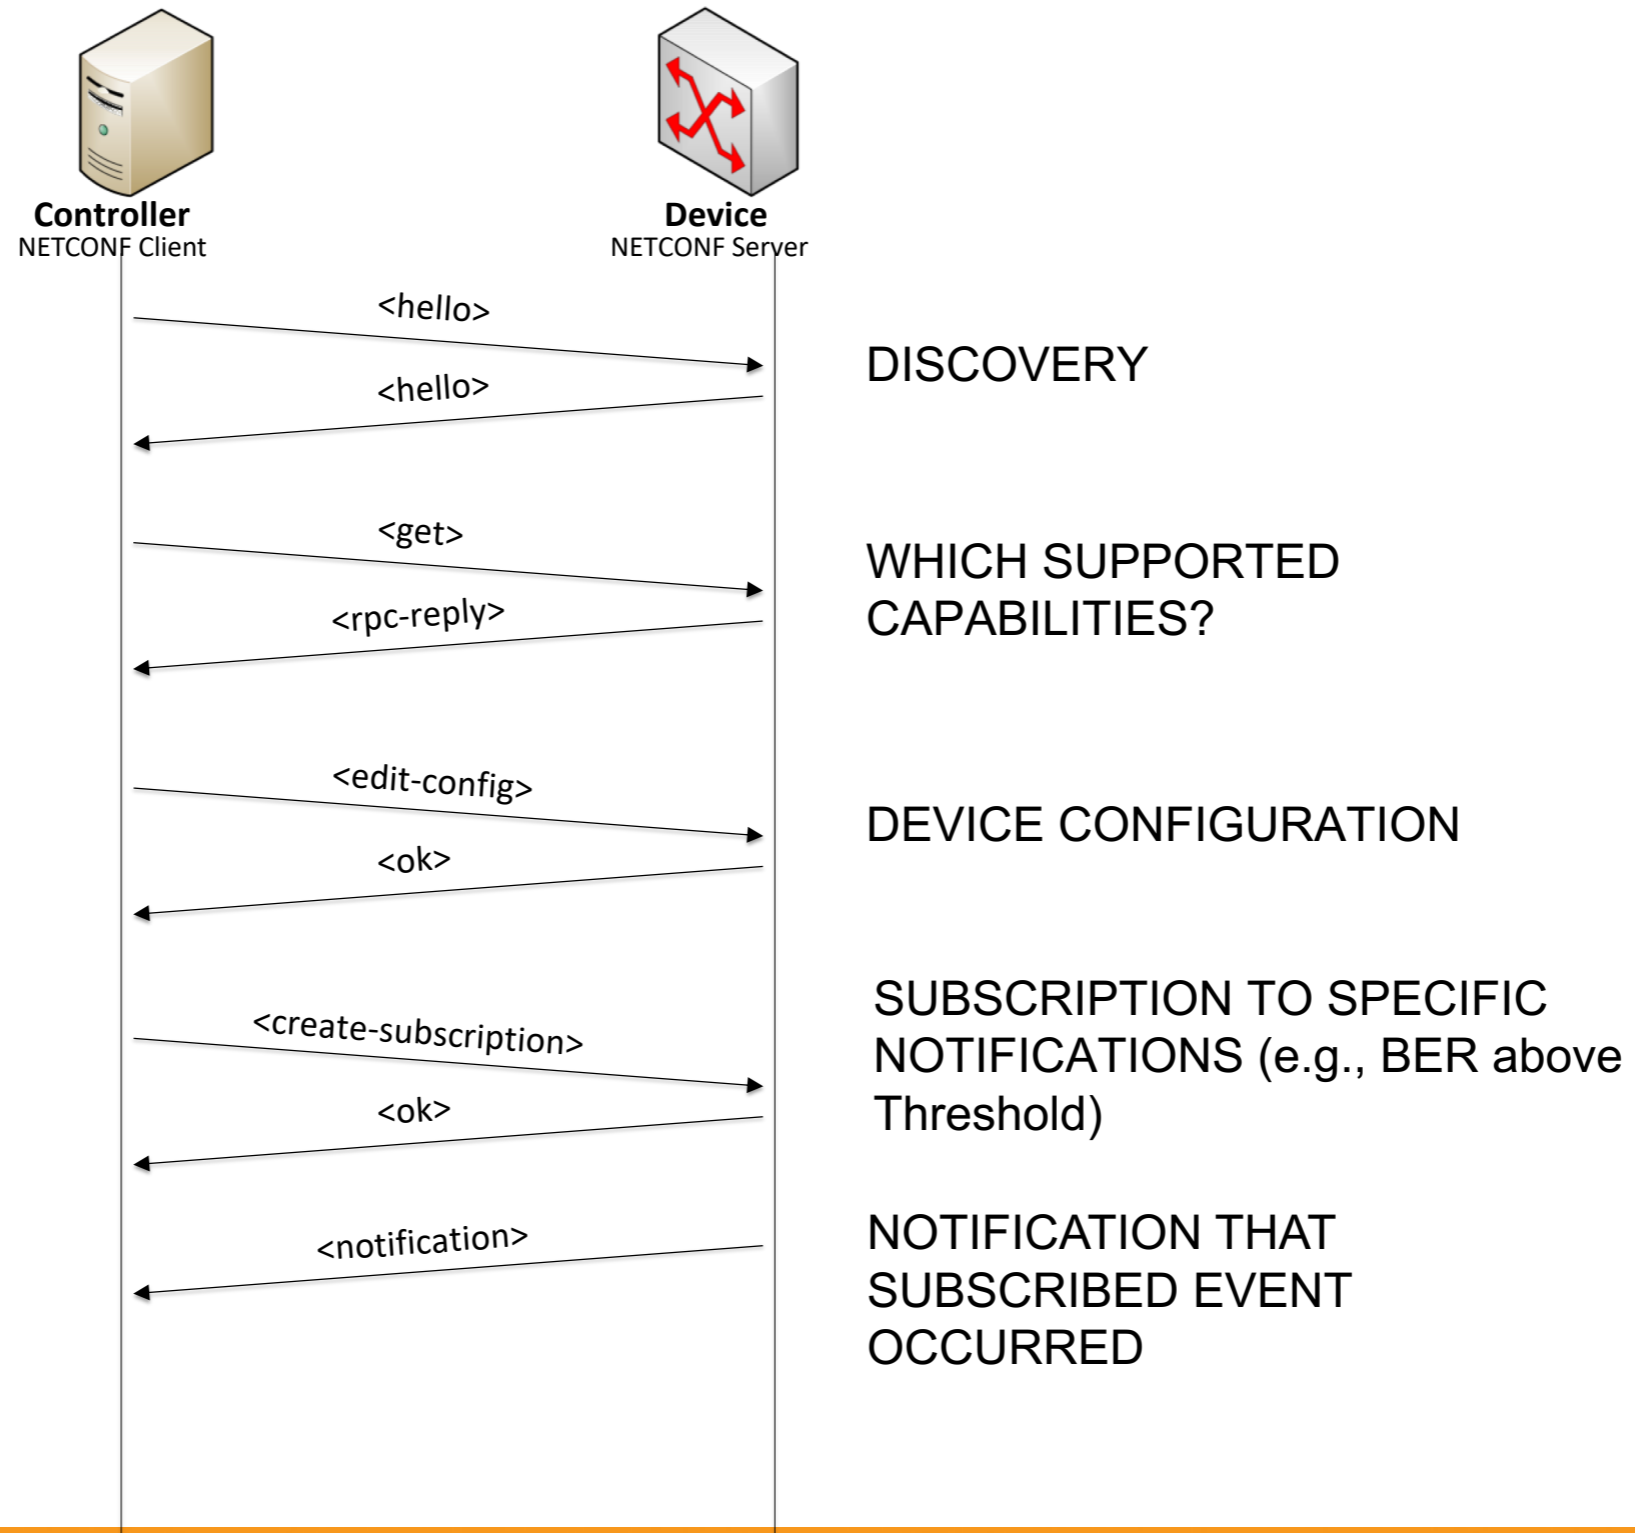 Controller
NETCONF Client
Device
NETCONF Server
<hello>
<hello>
DISCOVERY
<get>
<rpc-reply>
WHICH SUPPORTED
CAPABILITIES?
<edit-config>
<ok>
DEVICE CONFIGURATION
<create-subscription>
<ok>
SUBSCRIPTION TO SPECIFIC
NOTIFICATIONS (e.g., BER above
Threshold)
<notification>
NOTIFICATION THAT
SUBSCRIBED EVENT
OCCURRED